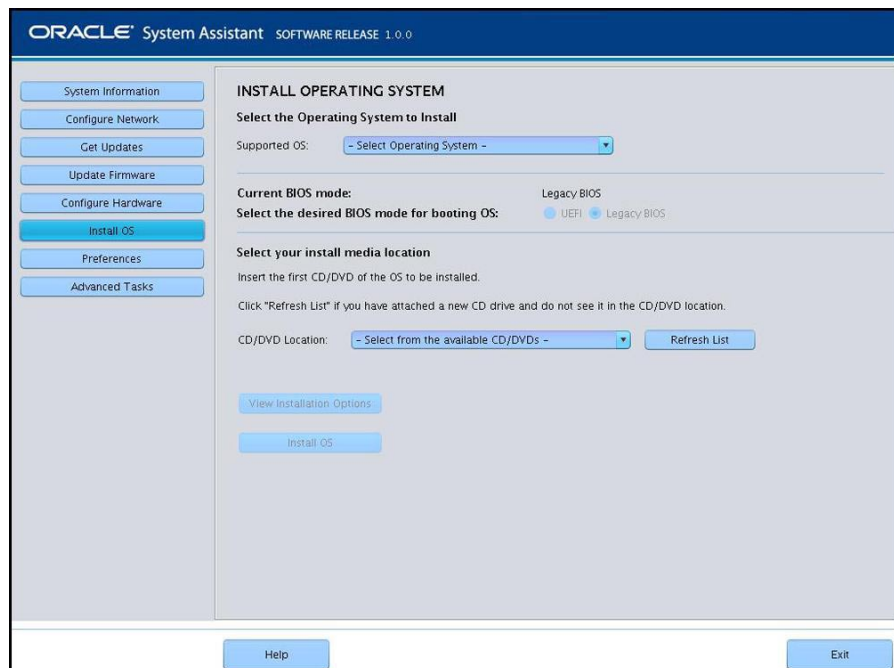 ORACLE® System Assistant SOFTWARE RELEASE 1.0.0
System Information
Configure Network
Get Updates
Update Firmware
Configure Hardware
Install OS
Preferences
Advanced Tasks
INSTALL OPERATING SYSTEM
Select the Operating System to Install
Supported OS: - Select Operating System -
Current BIOS mode: Legacy BIOS
Select the desired BIOS mode for booting OS: UEFI Legacy BIOS
Select your install media location
Insert the first CD/DVD of the OS to be installed.
Click "Refresh List" if you have attached a new CD drive and do not see it in the CD/DVD location.
CD/DVD Location: - Select from the available CD/DVDs - Refresh List
View Installation Options
Install OS
Help Exit